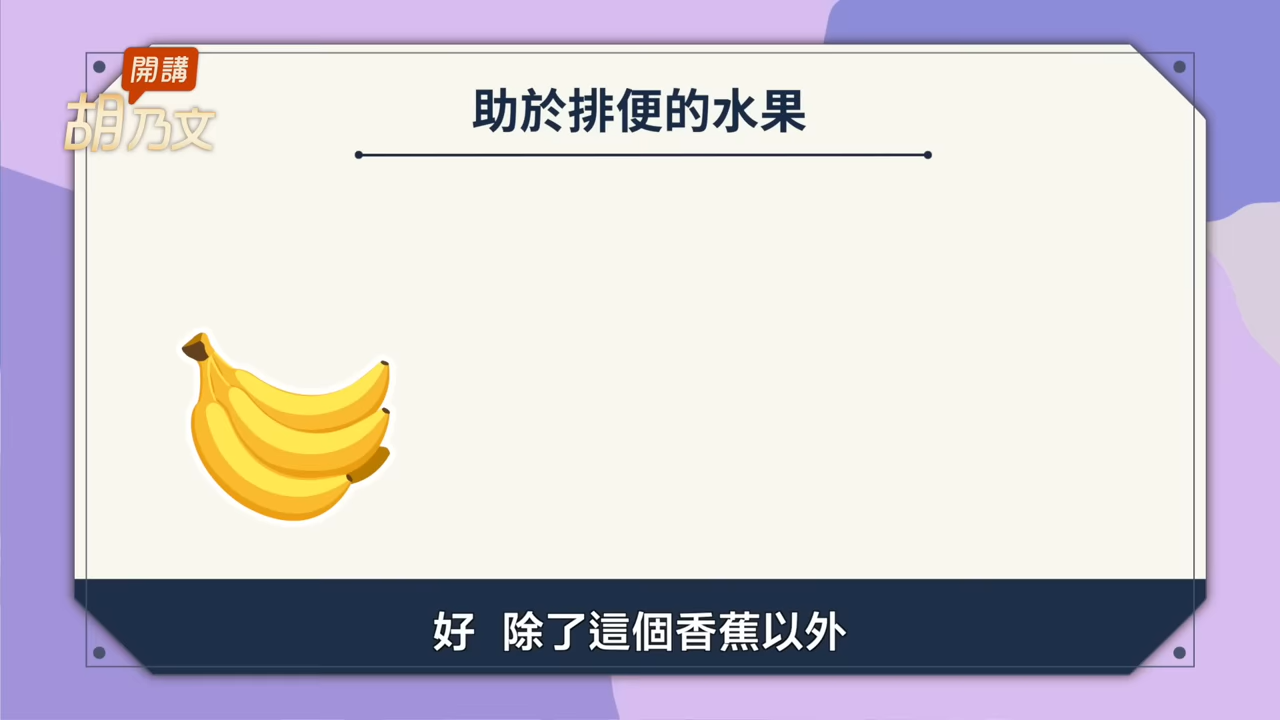 開講
胡乃文
助於排便的水果
好 除了這個香蕉以外